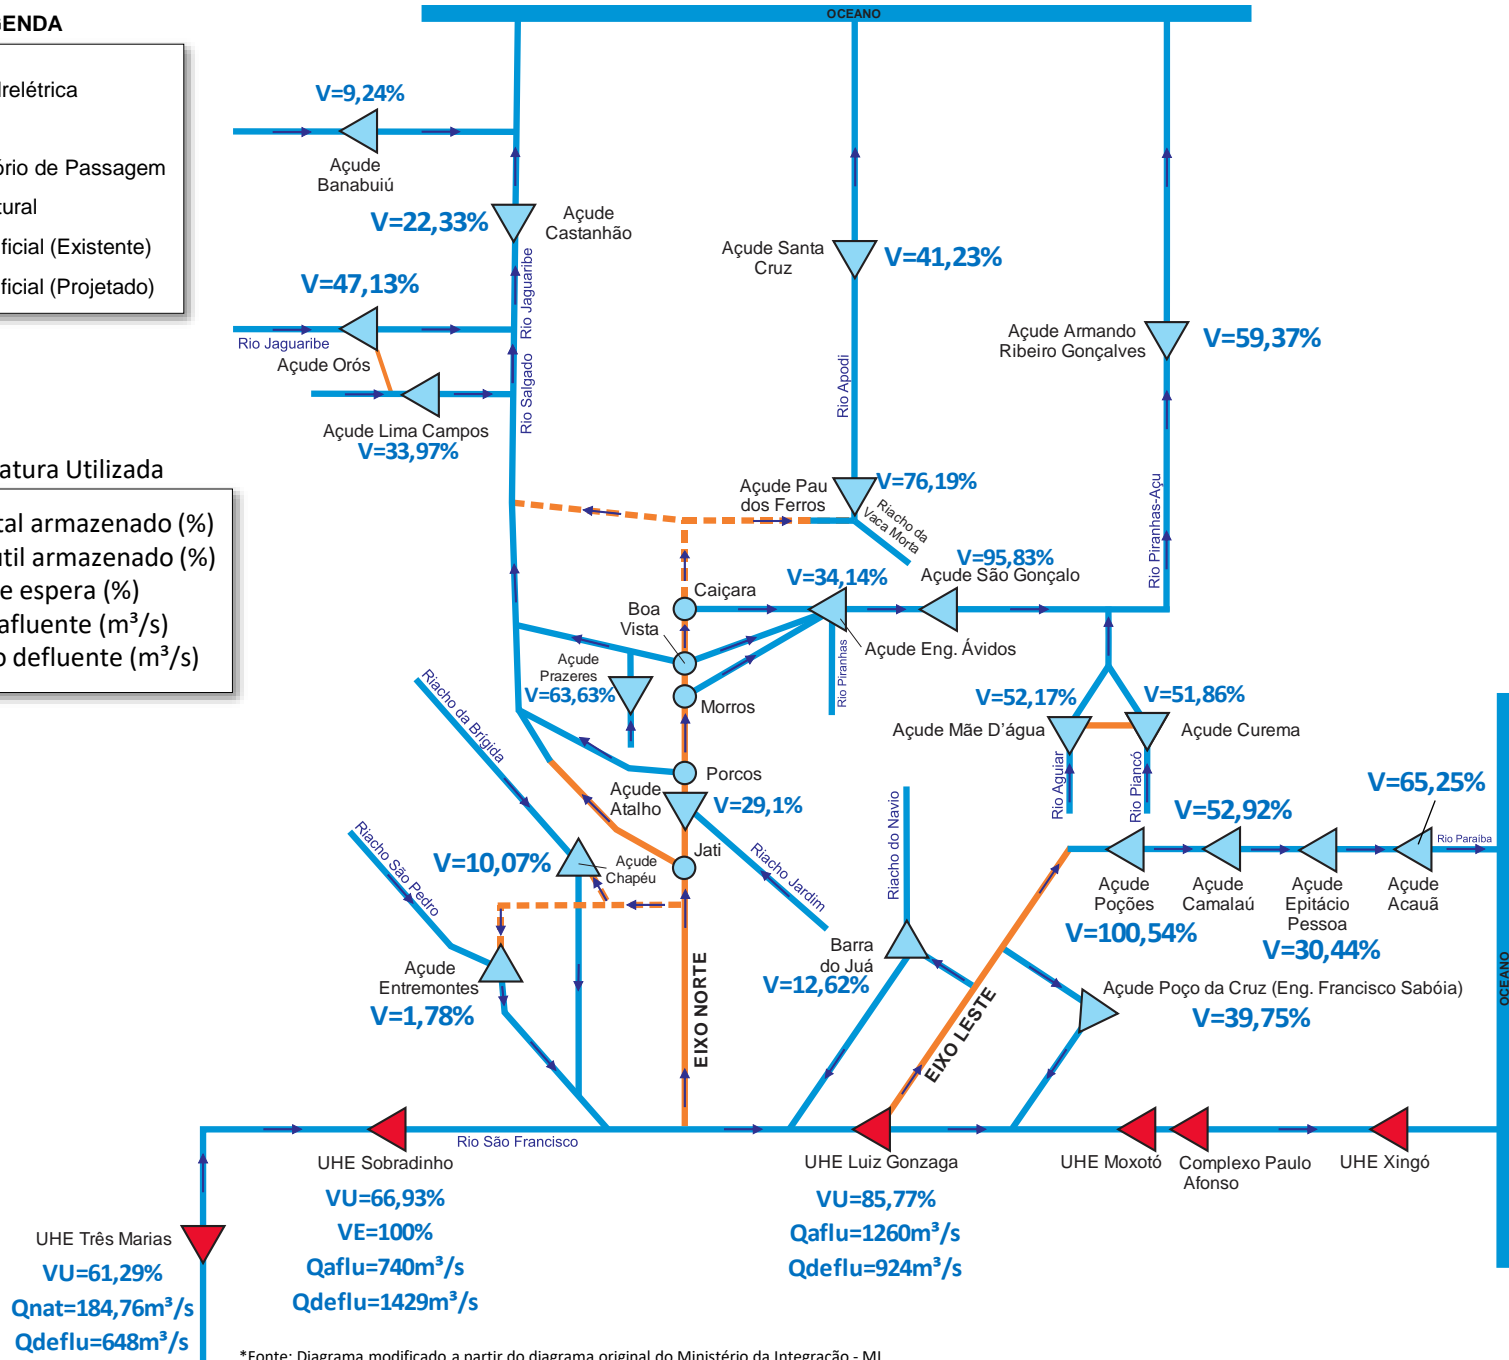 OCEANO
GENDA
drelétrica
ório de Passagem
tural
ficial (Existente)
ficial (Projetado)
V=9,24%
Açude
Banabuiú
V=22,33%
Açude
Castanhão
V=47,13%
Rio Jaguaribe
Açude Orós
Rio Jaguaribe
Rio Salgado
Açude Lima Campos
V=33,97%
Açude Santa
Cruz
V=41,23%
Rio Apodi
Açude Armando
Ribeiro Gonçalves
V=59,37%
Rio Piranhas-Açu
atura Utilizada
tal armazenado (%)
útil armazenado (%)
e espera (%)
afluente (m³/s)
o defluente (m³/s)
Açude Pau
dos Ferros
V=76,19%
Riacho da
Vaca Morta
V=95,83%
Açude São Gonçalo
V=34,14%
Caiçara
Boa
Vista
Açude Eng. Ávidos
Rio Piranhas
Açude
Prazeres
V=63,63%
Morros
Riacho da Brigida
V=52,17%
Açude Mãe D'água
V=51,86%
Açude Curema
Rio Aguiar
Rio Piancó
Porcos
Açude
Atalho
V=29,1%
Jati
Riacho Jardim
Riacho do Navio
V=65,25%
V=52,92%
Rio Paraiba
Riacho São Pedro
V=10,07%
Açude
Chapéu
Açude
Poções
V=100,54%
Açude
Camalaú
Açude
Epitácio
Pessoa
V=30,44%
Açude
Acauã
Açude
Entremontes
V=1,78%
EIXO NORTE
Barra
do Juá
V=12,62%
EIXO LESTE
Açude Poço da Cruz (Eng. Francisco Sabóia)
V=39,75%
OCEANO
Rio São Francisco
UHE Sobradinho
VU=66,93%
VE=100%
Qaflu=740m³/s
Qdeflu=1429m³/s
UHE Luiz Gonzaga
VU=85,77%
Qaflu=1260m³/s
Qdeflu=924m³/s
UHE Moxotó
Complexo Paulo
Afonso
UHE Xingó
UHE Três Marias
VU=61,29%
Qnat=184,76m³/s
Qdeflu=648m³/s
*Fonte: Diagrama modificado a partir do diagrama original do Ministério da Integração - MI